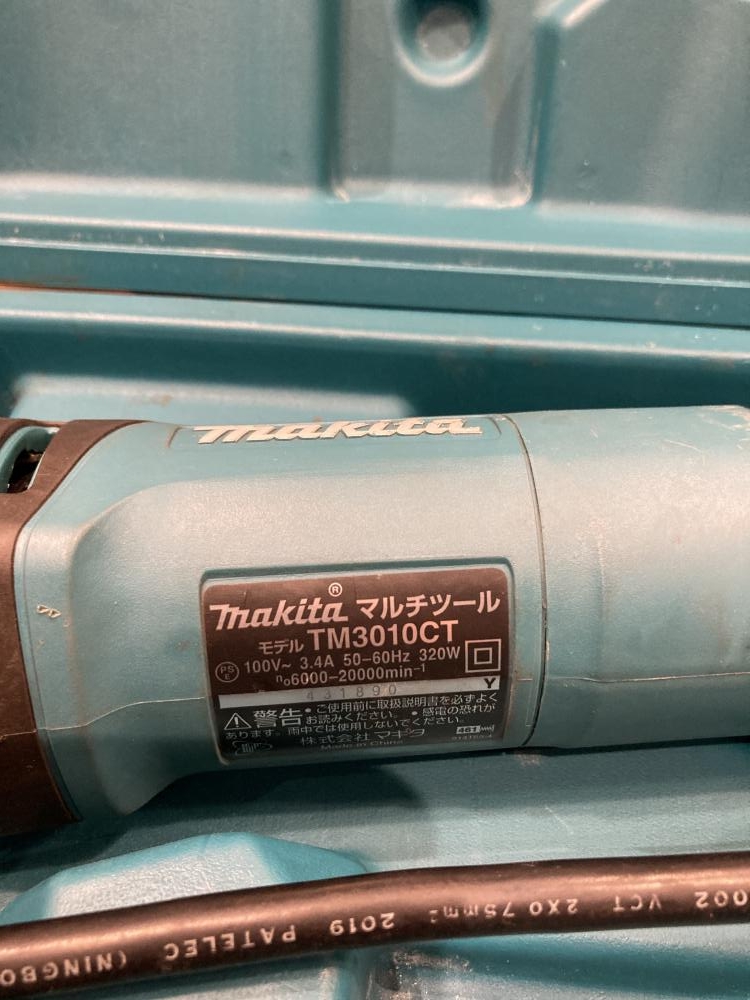 makita
makita® マルチツール
モデル TM3010CT
PS E 100V~ 3.4A 50-60Hz 320W
n₀6000-20000min⁻¹
431890 Y
警告 • ご使用前に取扱説明書を必ずよく
お読みください。 • 感電の恐れが
あります。雨中では使用しないでください。
株式会社 マキタ
Made in China
002 VCT 2X0.75mm² 2019 PATELEC (NINGBO